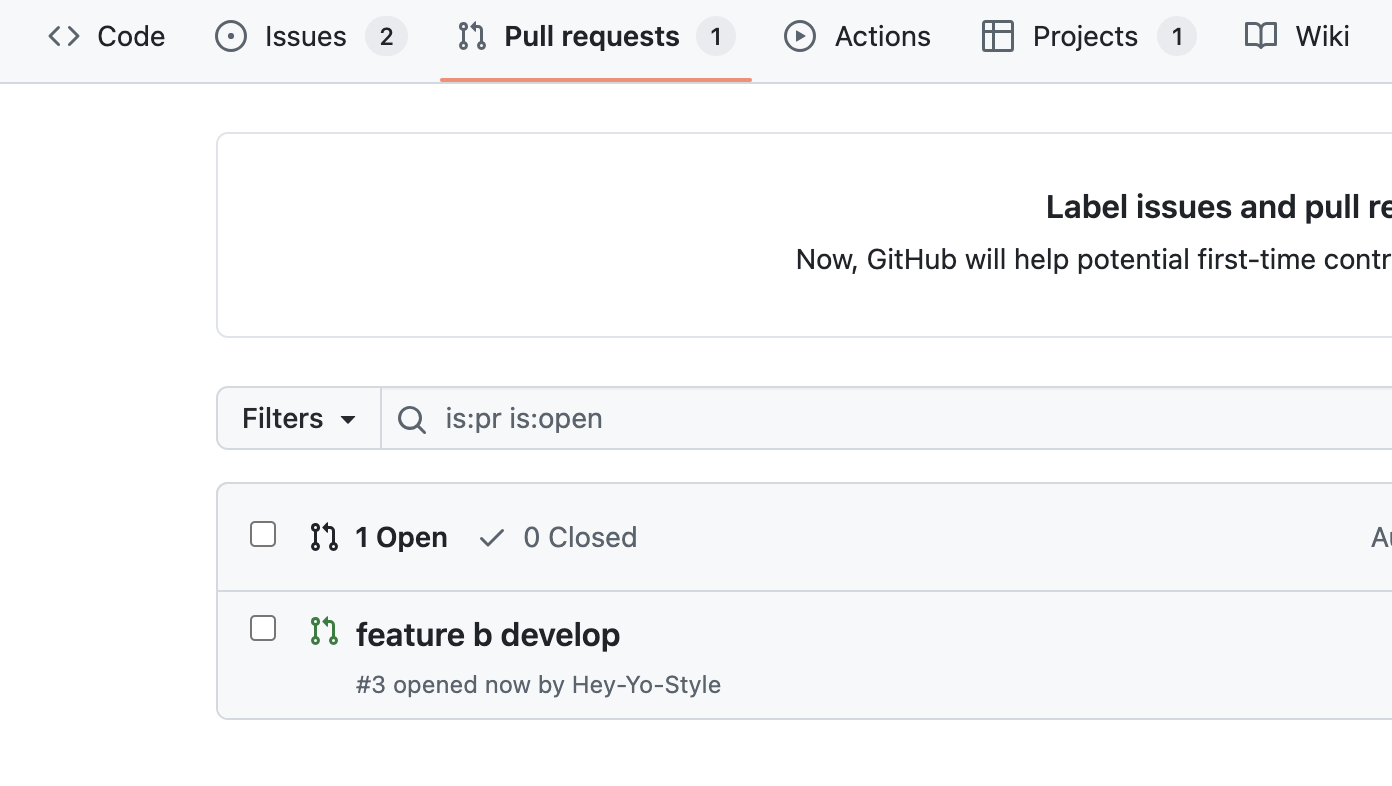 Code Issues 2 Pull requests 1 Actions Projects 1 Wiki
Label issues and pull re
Now, GitHub will help potential first-time contr
Filters is:pr is:open
1 Open 0 Closed Au
feature b develop
#3 opened now by Hey-Yo-Style